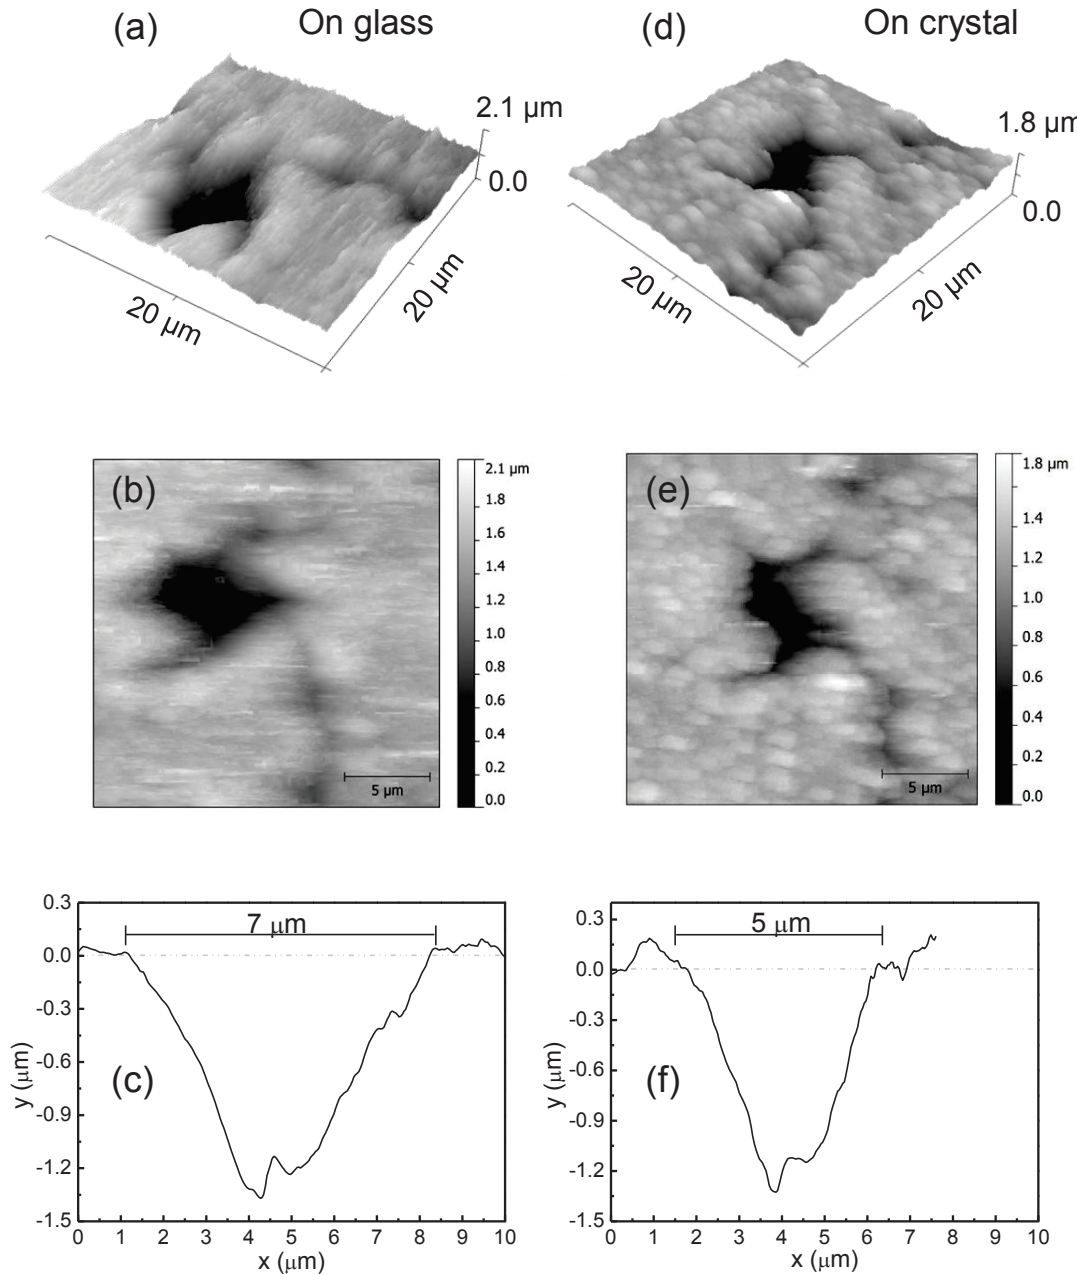 (a) On glass
2.1 µm
0.0
20 µm
20 µm
(d) On crystal
1.8 µm
0.0
20 µm
20 µm
(b)
2.1 µm
1.8
1.6
1.4
1.2
1.0
0.8
0.6
0.4
0.2
0.0
5 µm
(e)
1.8 µm
1.4
1.2
1.0
0.8
0.6
0.4
0.2
0.0
5 µm
0.3
0.0
-0.3
-0.6
-0.9
-1.2
-1.5
y (µm)
7 µm
(c)
0 1 2 3 4 5 6 7 8 9 10
x (µm)
0.3
0.0
-0.3
-0.6
-0.9
-1.2
-1.5
y (µm)
5 µm
(f)
0 1 2 3 4 5 6 7 8 9 10
x (µm)